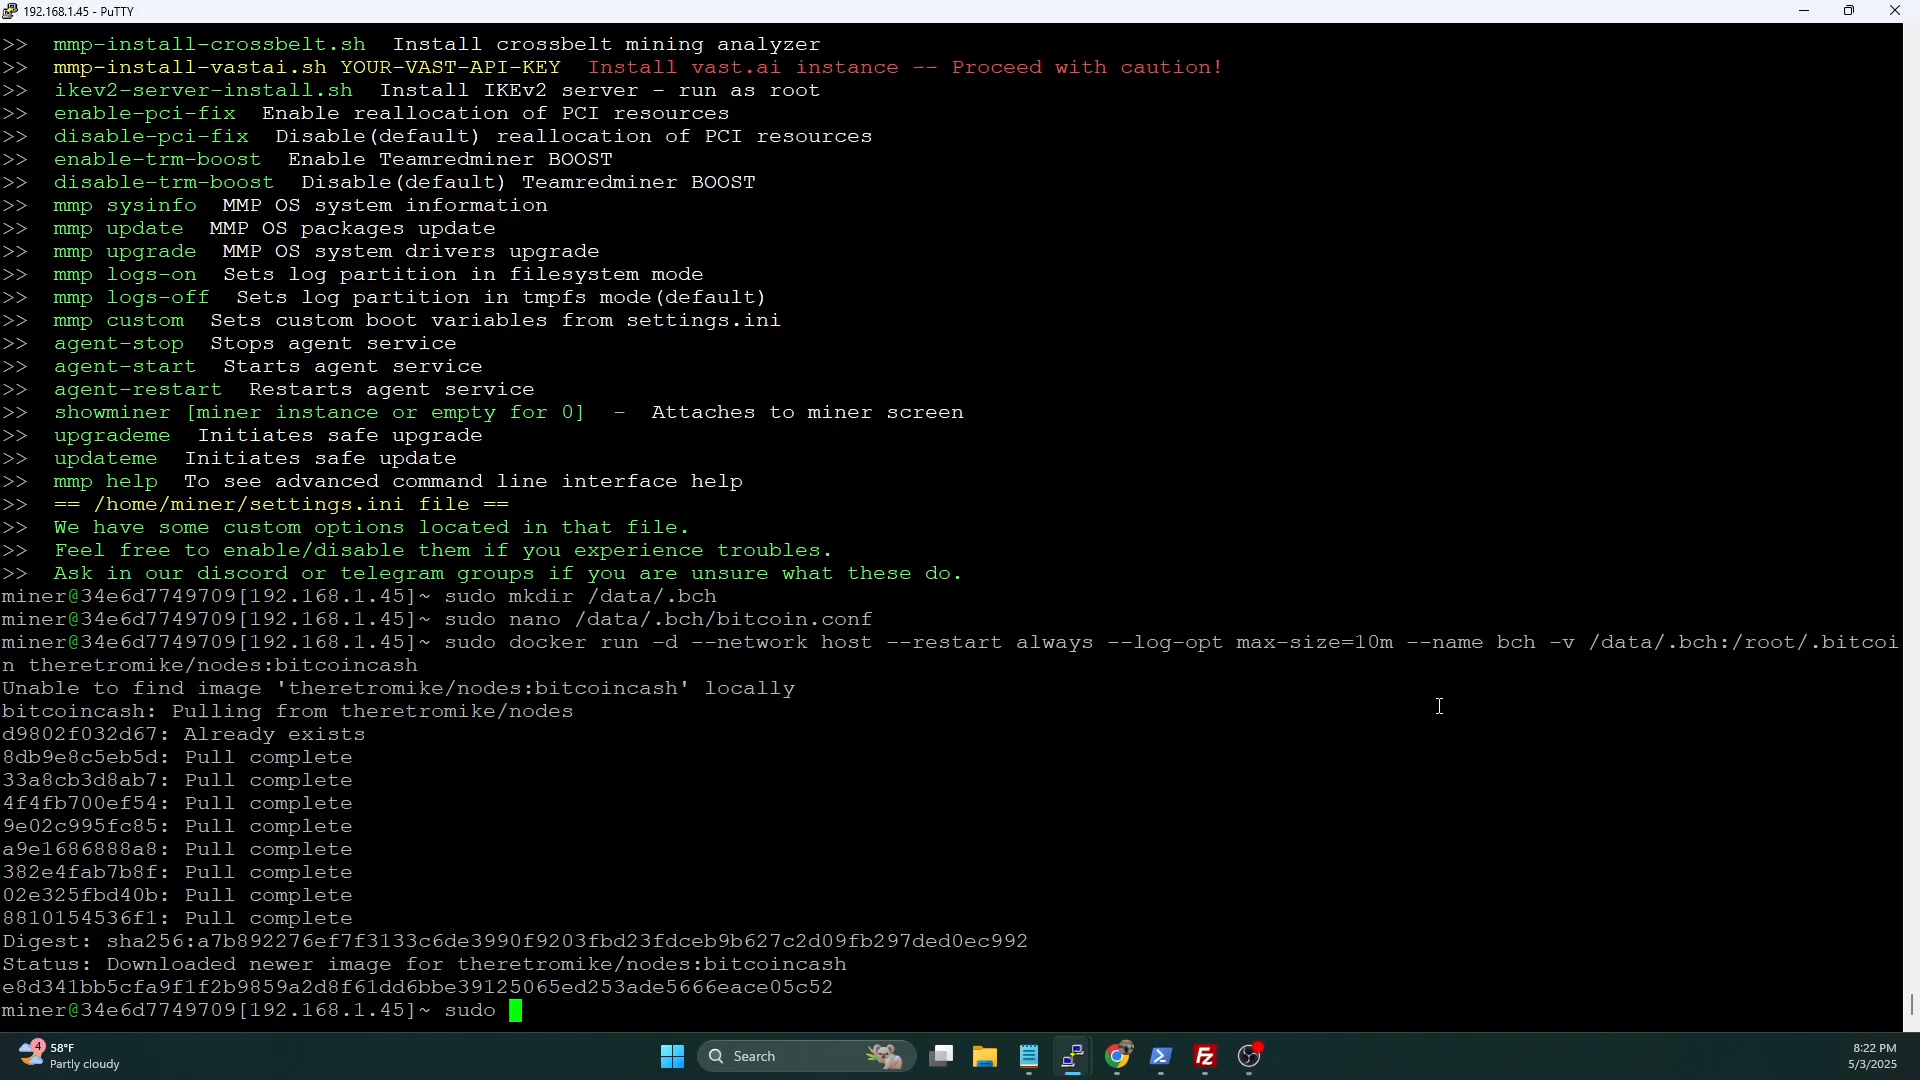 192.168.1.45 - PuTTY
>> mmp-install-crossbelt.sh Install crossbelt mining analyzer
>> mmp-install-vastai.sh YOUR-VAST-API-KEY Install vast.ai instance -- Proceed with caution!
>> ikev2-server-install.sh Install IKEv2 server - run as root
>> enable-pci-fix Enable reallocation of PCI resources
>> disable-pci-fix Disable(default) reallocation of PCI resources
>> enable-trm-boost Enable Teamredminer BOOST
>> disable-trm-boost Disable(default) Teamredminer BOOST
>> mmp sysinfo MMP OS system information
>> mmp update MMP OS packages update
>> mmp upgrade MMP OS system drivers upgrade
>> mmp logs-on Sets log partition in filesystem mode
>> mmp logs-off Sets log partition in tmpfs mode(default)
>> mmp custom Sets custom boot variables from settings.ini
>> agent-stop Stops agent service
>> agent-start Starts agent service
>> agent-restart Restarts agent service
>> showminer [miner instance or empty for 0] - Attaches to miner screen
>> upgrademe Initiates safe upgrade
>> updateme Initiates safe update
>> mmp help To see advanced command line interface help
>> == /home/miner/settings.ini file ==
>> We have some custom options located in that file.
>> Feel free to enable/disable them if you experience troubles.
>> Ask in our discord or telegram groups if you are unsure what these do.
miner@34e6d7749709[192.168.1.45]~ sudo mkdir /data/.bch
miner@34e6d7749709[192.168.1.45]~ sudo nano /data/.bch/bitcoin.conf
miner@34e6d7749709[192.168.1.45]~ sudo docker run -d --network host --restart always --log-opt max-size=10m --name bch -v /data/.bch:/root/.bitcoi
n theretromike/nodes:bitcoincash
Unable to find image 'theretromike/nodes:bitcoincash' locally
bitcoincash: Pulling from theretromike/nodes
d9802f032d67: Already exists
8db9e8c5eb5d: Pull complete
33a8cb3d8ab7: Pull complete
4f4fb700ef54: Pull complete
9e02c995fc85: Pull complete
a9e1686888a8: Pull complete
382e4fab7b8f: Pull complete
02e325fbd40b: Pull complete
8810154536f1: Pull complete
Digest: sha256:a7b892276ef7f3133c6de3990f9203fbd23fdceb9b627c2d09fb297ded0ec992
Status: Downloaded newer image for theretromike/nodes:bitcoincash
e8d341bb5cfa9f1f2b9859a2d8f61dd6bbe39125065ed253ade5666eace05c52
miner@34e6d7749709[192.168.1.45]~ sudo
4
58°F
Partly cloudy
Search
8:22 PM
5/3/2025